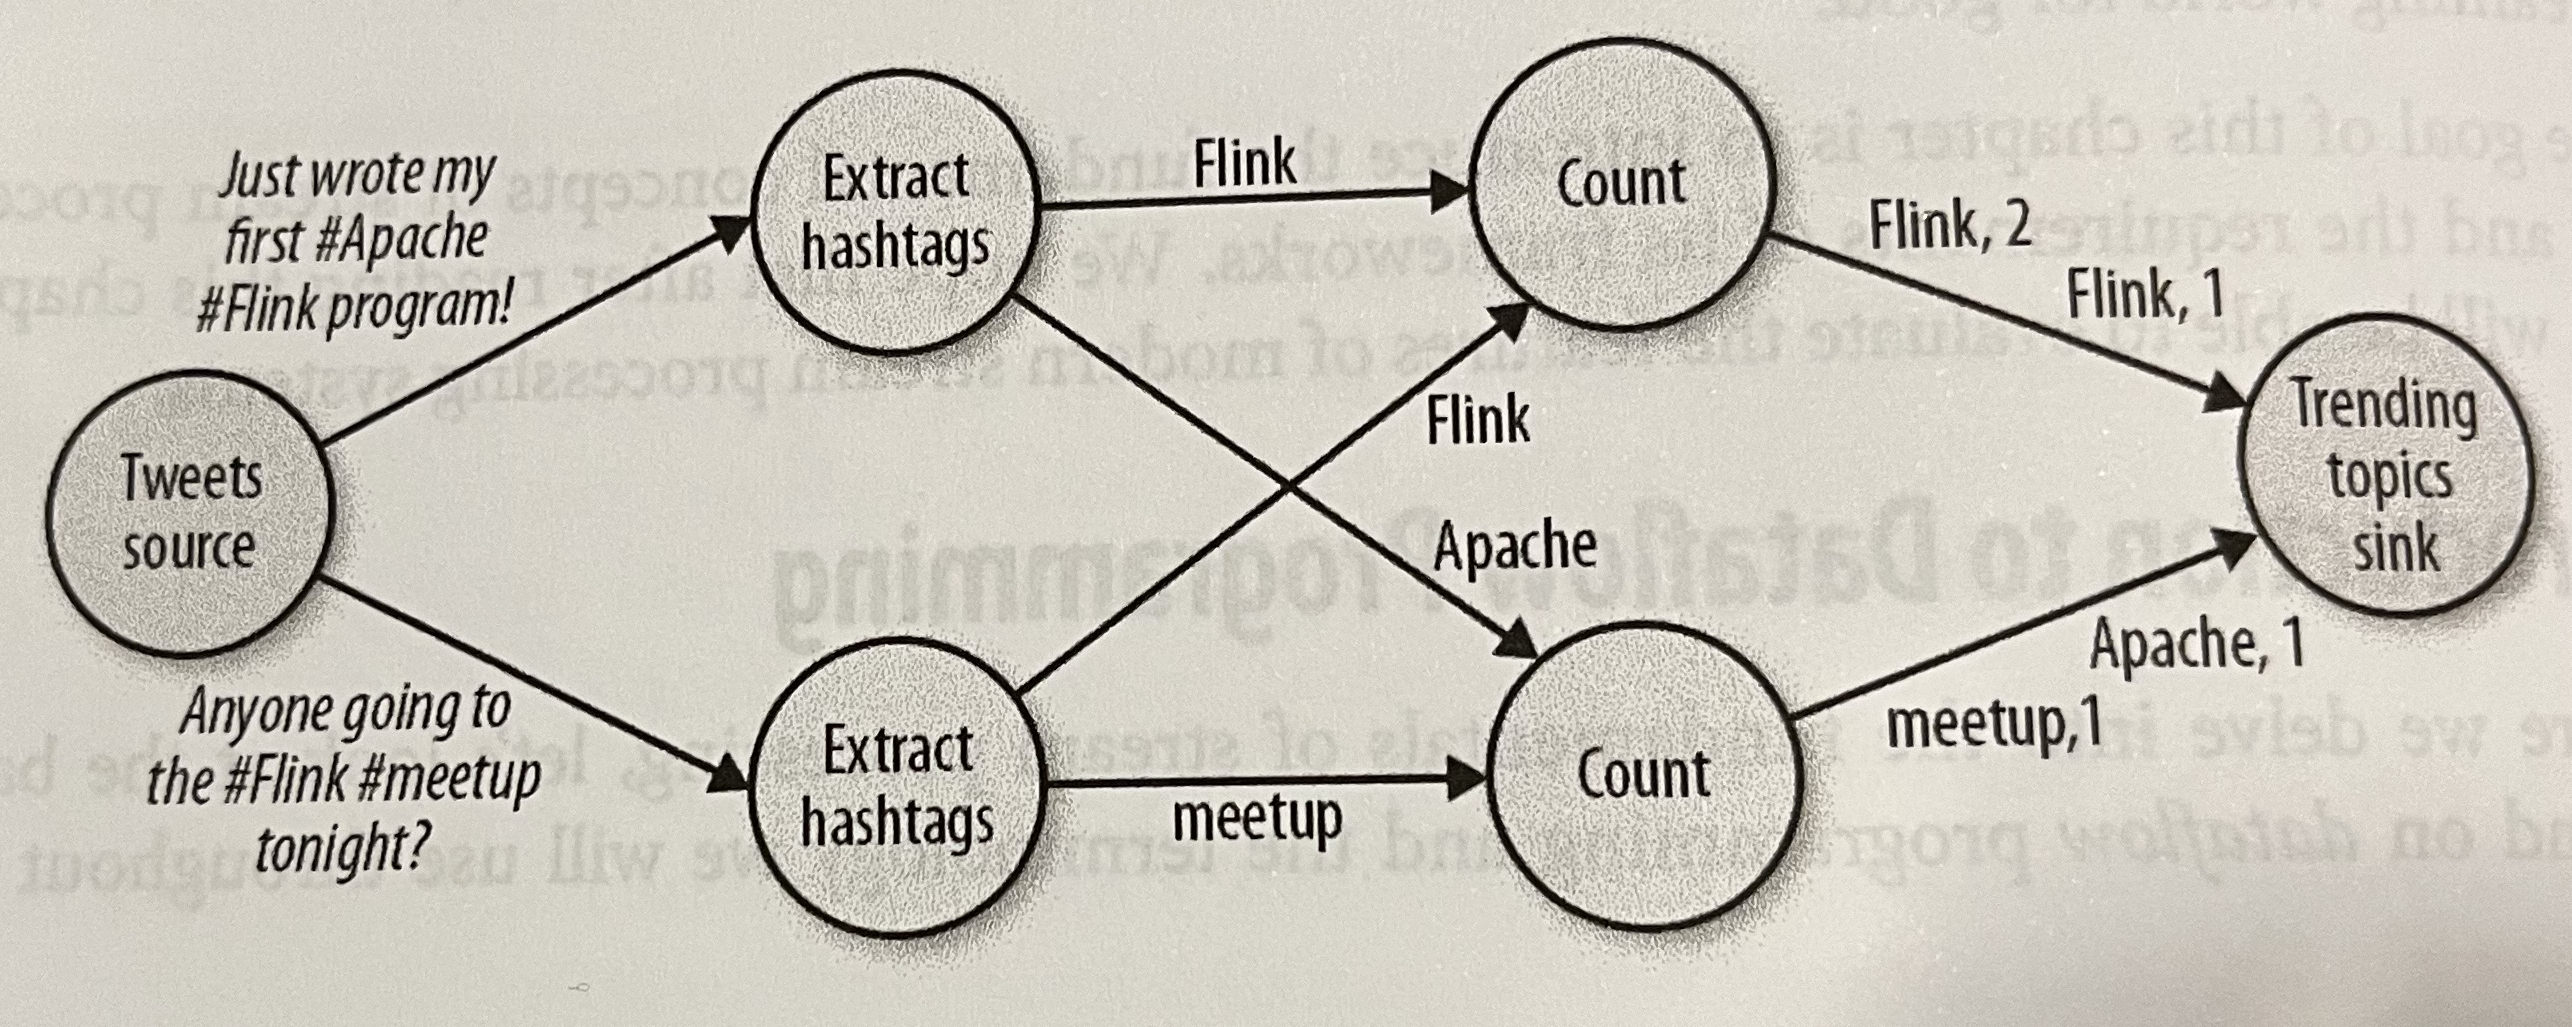 Just wrote my
first #Apache
#Flink program!
Tweets
source
Anyone going to
the #Flink #meetup
tonight?
Extract
hashtags
Extract
hashtags
Flink
Flink
Apache
meetup
Count
Count
Flink, 2
Flink, 1
Apache, 1
meetup,1
Trending
topics
sink